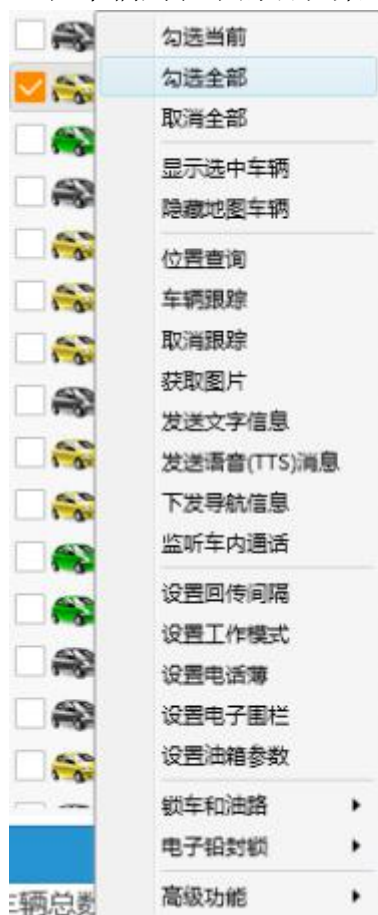 勾选当前
勾选全部
取消全部
显示选中车辆
隐藏地图车辆
位置查询
车辆跟踪
取消跟踪
获取图片
发送文字信息
发送语音(TTS)消息
下发导航信息
监听车内通话
设置回传间隔
设置工作模式
设置电话薄
设置电子围栏
设置油箱参数
锁车和油路
电子铅封锁
高级功能
辆总数